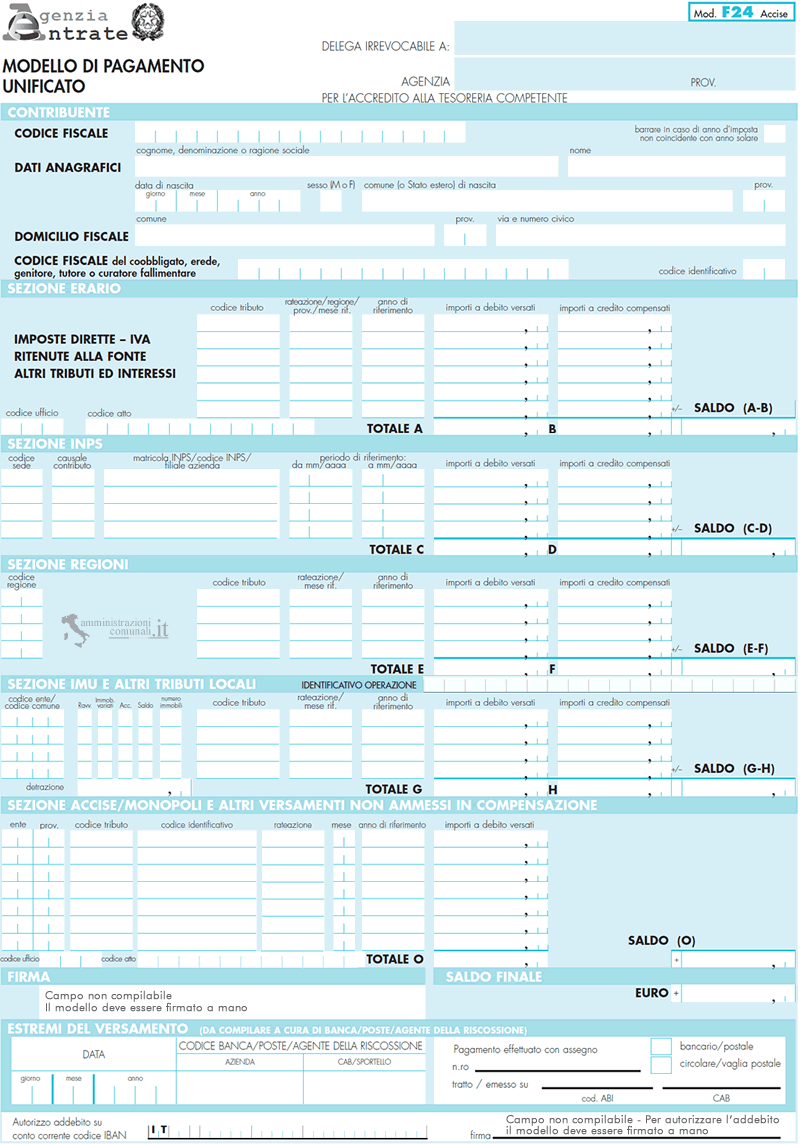 Agenzia
Entrate
Mod. F24 Accise
DELEGA IRREVOCABILE A:
MODELLO DI PAGAMENTO
UNIFICATO
AGENZIA
PROV.
PER L'ACCREDITO ALLA TESORERIA COMPETENTE
CONTRIBUENTE
CODICE FISCALE
barrare in caso di anno d'imposta
non coincidente con anno solare
cognome, denominazione o ragione sociale
nome
DATI ANAGRAFICI
data di nascita
sesso (M o F)
comune (o Stato estero) di nascita
prov.
giorno mese anno
comune
prov.
via e numero civico
DOMICILIO FISCALE
CODICE FISCALE del coobbligato, erede,
genitore, tutore o curatore fallimentare
codice identificativo
SEZIONE ERARIO
codice tributo
rateazione/regione/
prov./mese rif.
anno di
riferimento
importi a debito versati
importi a credito compensati
IMPOSTE DIRETTE – IVA
RITENUTE ALLA FONTE
ALTRI TRIBUTI ED INTERESSI
codice ufficio
codice atto
+/– SALDO (A-B)
TOTALE A
B
SEZIONE INPS
codice
sede
causale
contributo
matricola INPS/codice INPS/
filiale azienda
periodo di riferimento:
da mm/aaaa a mm/aaaa
importi a debito versati
importi a credito compensati
+/– SALDO (C-D)
TOTALE C
D
SEZIONE REGIONI
codice
regione
codice tributo
rateazione/
mese rif.
anno di
riferimento
importi a debito versati
importi a credito compensati
amministrazioni
comunali.it
+/– SALDO (E-F)
TOTALE E
F
SEZIONE IMU E ALTRI TRIBUTI LOCALI
IDENTIFICATIVO OPERAZIONE
codice ente/
codice comune
Ravv.
Immob.
variati
Acc.
Saldo
numero
immobili
codice tributo
rateazione/
mese rif.
anno di
riferimento
importi a debito versati
importi a credito compensati
+/– SALDO (G-H)
detrazione
TOTALE G
H
SEZIONE ACCISE/MONOPOLI E ALTRI VERSAMENTI NON AMMESSI IN COMPENSAZIONE
ente prov. codice tributo codice identificativo rateazione mese anno di riferimento importi a debito versati
SALDO (O)
codice ufficio
codice atto
TOTALE O
+
FIRMA
SALDO FINALE
Campo non compilabile
Il modello deve essere firmato a mano
EURO +
ESTREMI DEL VERSAMENTO (DA COMPILARE A CURA DI BANCA/POSTE/AGENTE DELLA RISCOSSIONE)
DATA
CODICE BANCA/POSTE/AGENTE DELLA RISCOSSIONE
AZIENDA
CAB/SPORTELLO
giorno mese anno
Pagamento effettuato con assegno
bancario/postale
n.ro
circolare/vaglia postale
tratto / emesso su
cod. ABI
CAB
Autorizzo addebito su
conto corrente codice IBAN
I T
firma
Campo non compilabile - Per autorizzare l'addebito
il modello deve essere firmato a mano